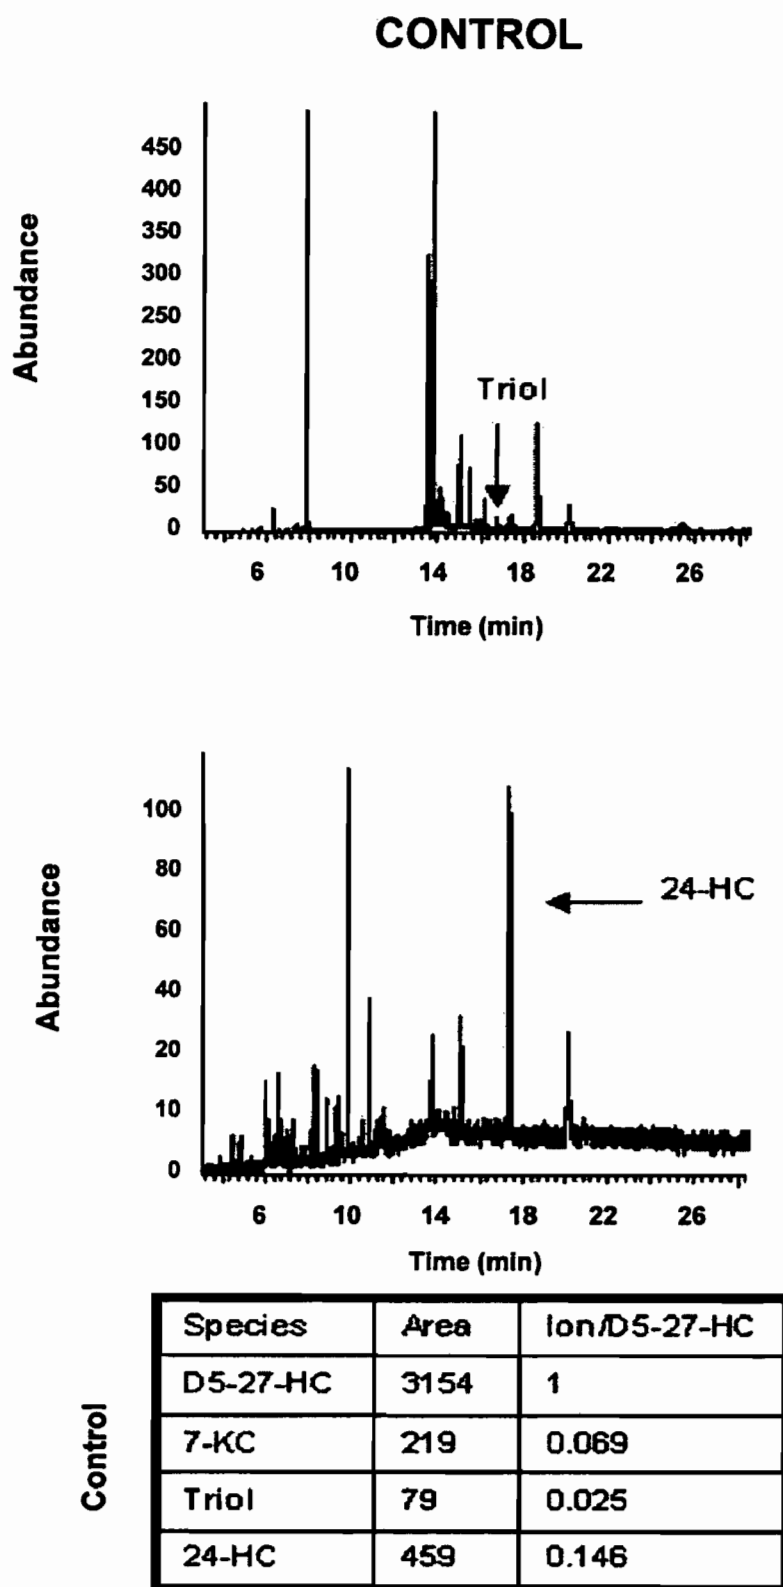 CONTROL
Abundance
450
400
350
300
250
200
150
100
50
0
Triol
6 10 14 18 22 26
Time (min)
Abundance
100
80
60
40
20
10
0
24-HC
6 10 14 18 22 26
Time (min)
Control
Species Area Ion/D5-27-HC
D5-27-HC 3154 1
7-KC 219 0.069
Triol 79 0.025
24-HC 459 0.146